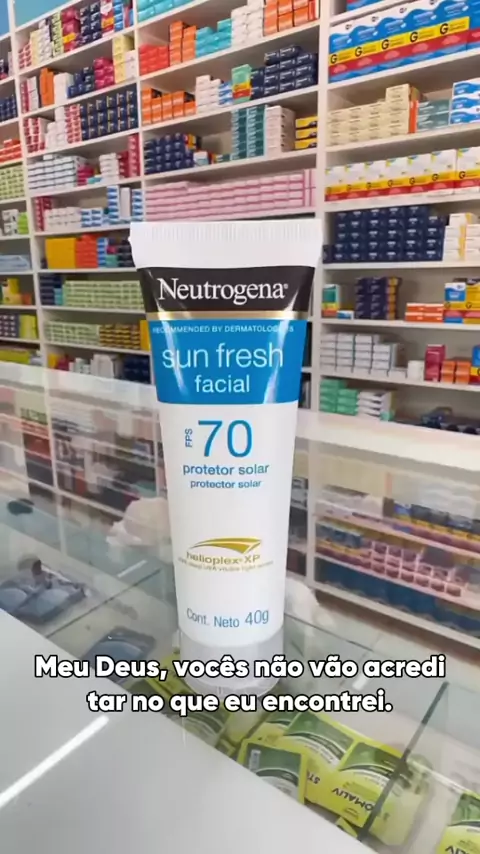 Neutrogena®
RECOMMENDED BY DERMATOLOGISTS
sun fresh
facial
FPS 70
protetor solar
protector solar
helioplex®XP
Cont. Neto 40g
Meu Deus, vocês não vão acredi
tar no que eu encontrei.